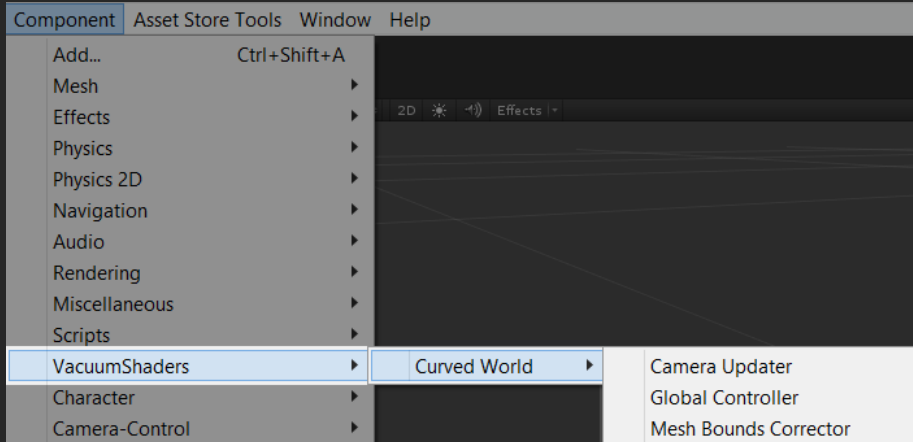 Component Asset Store Tools Window Help
Add... Ctrl+Shift+A
Mesh
Effects
2D Effects
Physics
Physics 2D
Navigation
Audio
Rendering
Miscellaneous
Scripts
VacuumShaders Curved World Camera Updater
Character Global Controller
Camera-Control Mesh Bounds Corrector